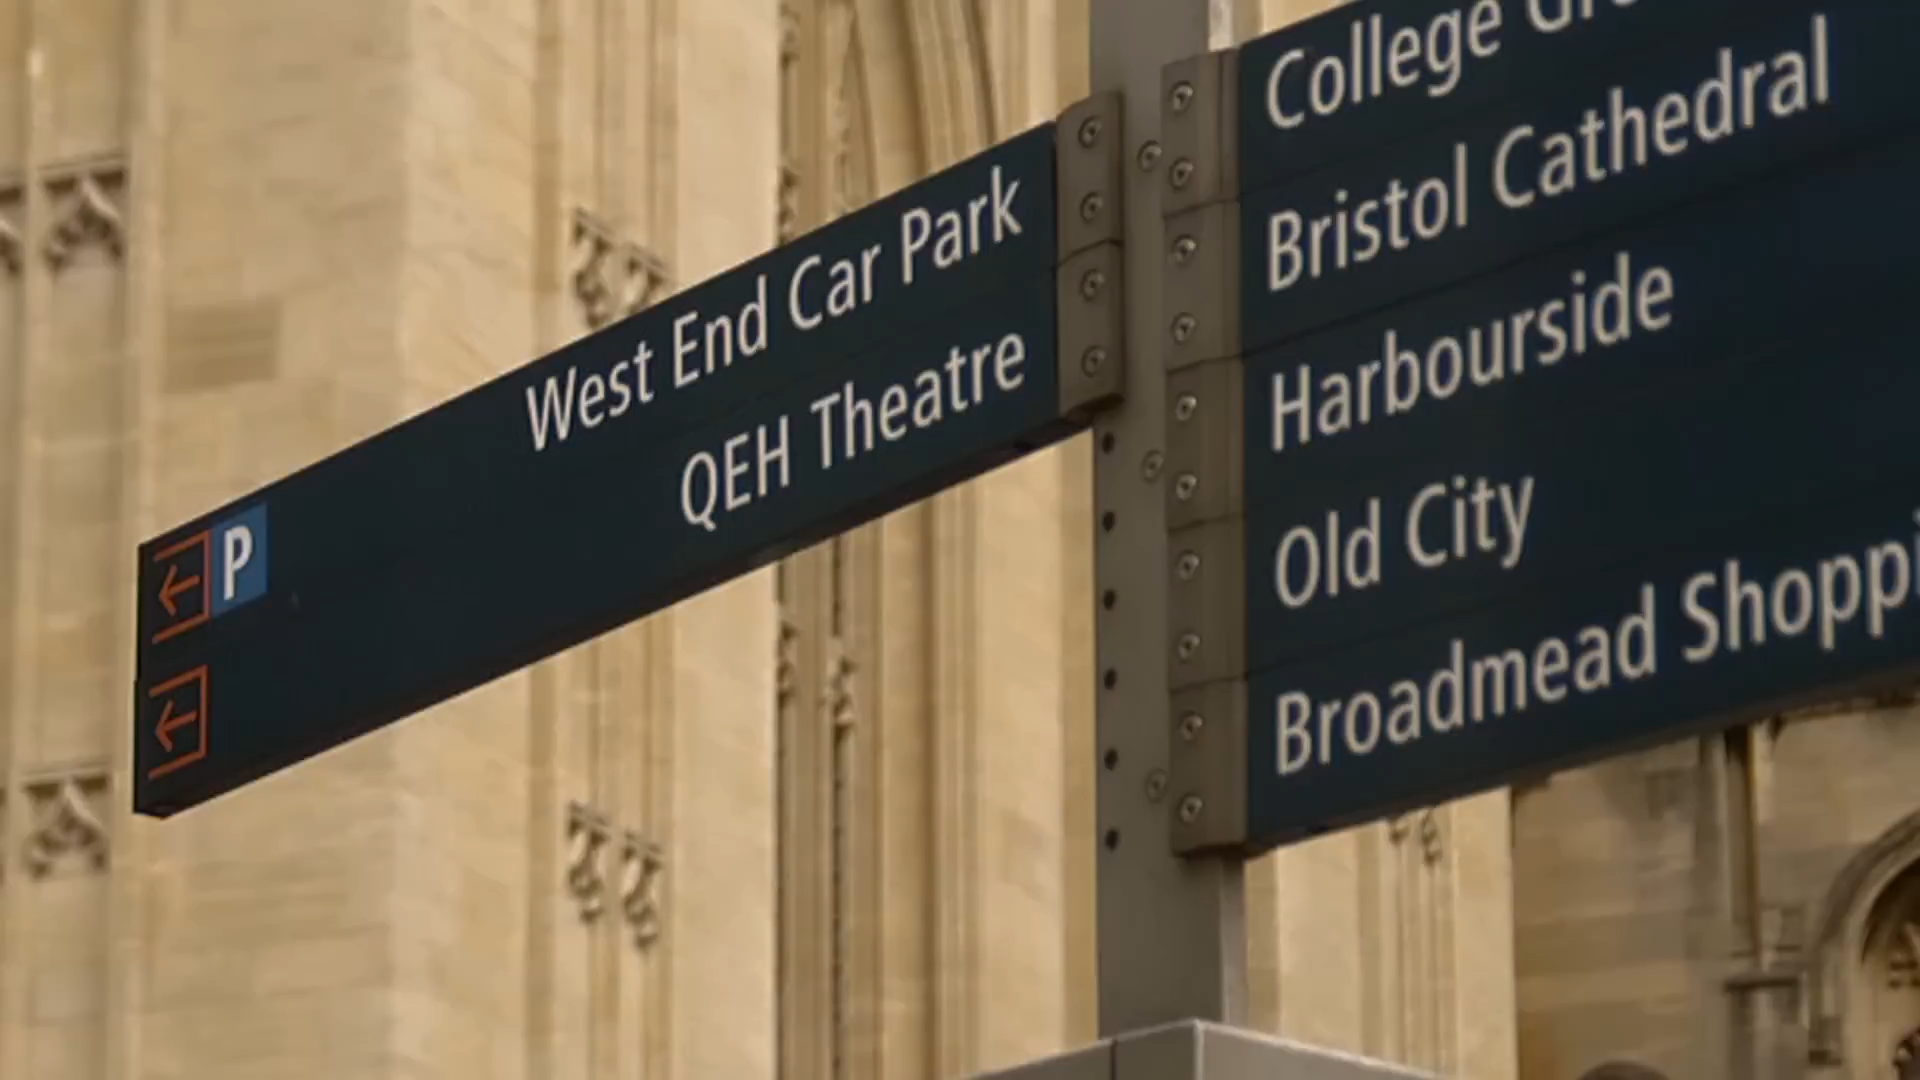 West End Car Park
QEH Theatre
P
College
Bristol Cathedral
Harbourside
Old City
Broadmead